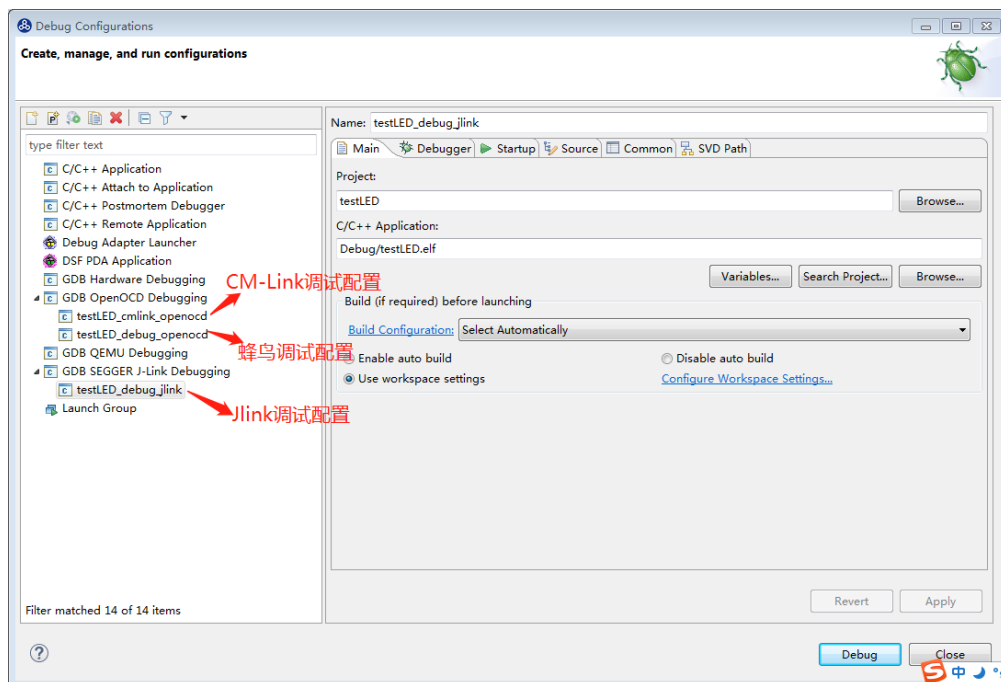 Debug Configurations
Create, manage, and run configurations
type filter text
C/C++ Application
C/C++ Attach to Application
C/C++ Postmortem Debugger
C/C++ Remote Application
Debug Adapter Launcher
DSF PDA Application
GDB Hardware Debugging
GDB OpenOCD Debugging
testLED_cmlink_openocd
testLED_debug_openocd
GDB QEMU Debugging
GDB SEGGER J-Link Debugging
testLED_debug_jlink
Launch Group
CM-Link调试配置
蜂鸟调试配置
Jlink调试配置
Filter matched 14 of 14 items
Name: testLED_debug_jlink
Main Debugger Startup Source Common SVD Path
Project:
testLED Browse...
C/C++ Application:
Debug/testLED.elf
Variables... Search Project... Browse...
Build (if required) before launching
Build Configuration: Select Automatically
Enable auto build Disable auto build
Use workspace settings Configure Workspace Settings...
Revert Apply
Debug Close
中